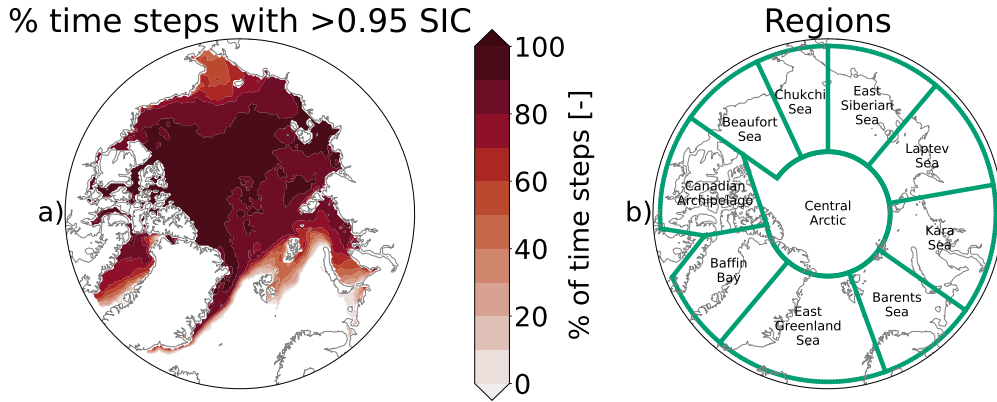 % time steps with >0.95 SIC
a)
100
80
60
40
20
0
% of time steps [-]
Regions
b)
Chukchi
Sea
East
Siberian
Sea
Beaufort
Sea
Laptev
Sea
Canadian
Archipelago
Central
Arctic
Kara
Sea
Baffin
Bay
Barents
Sea
East
Greenland
Sea